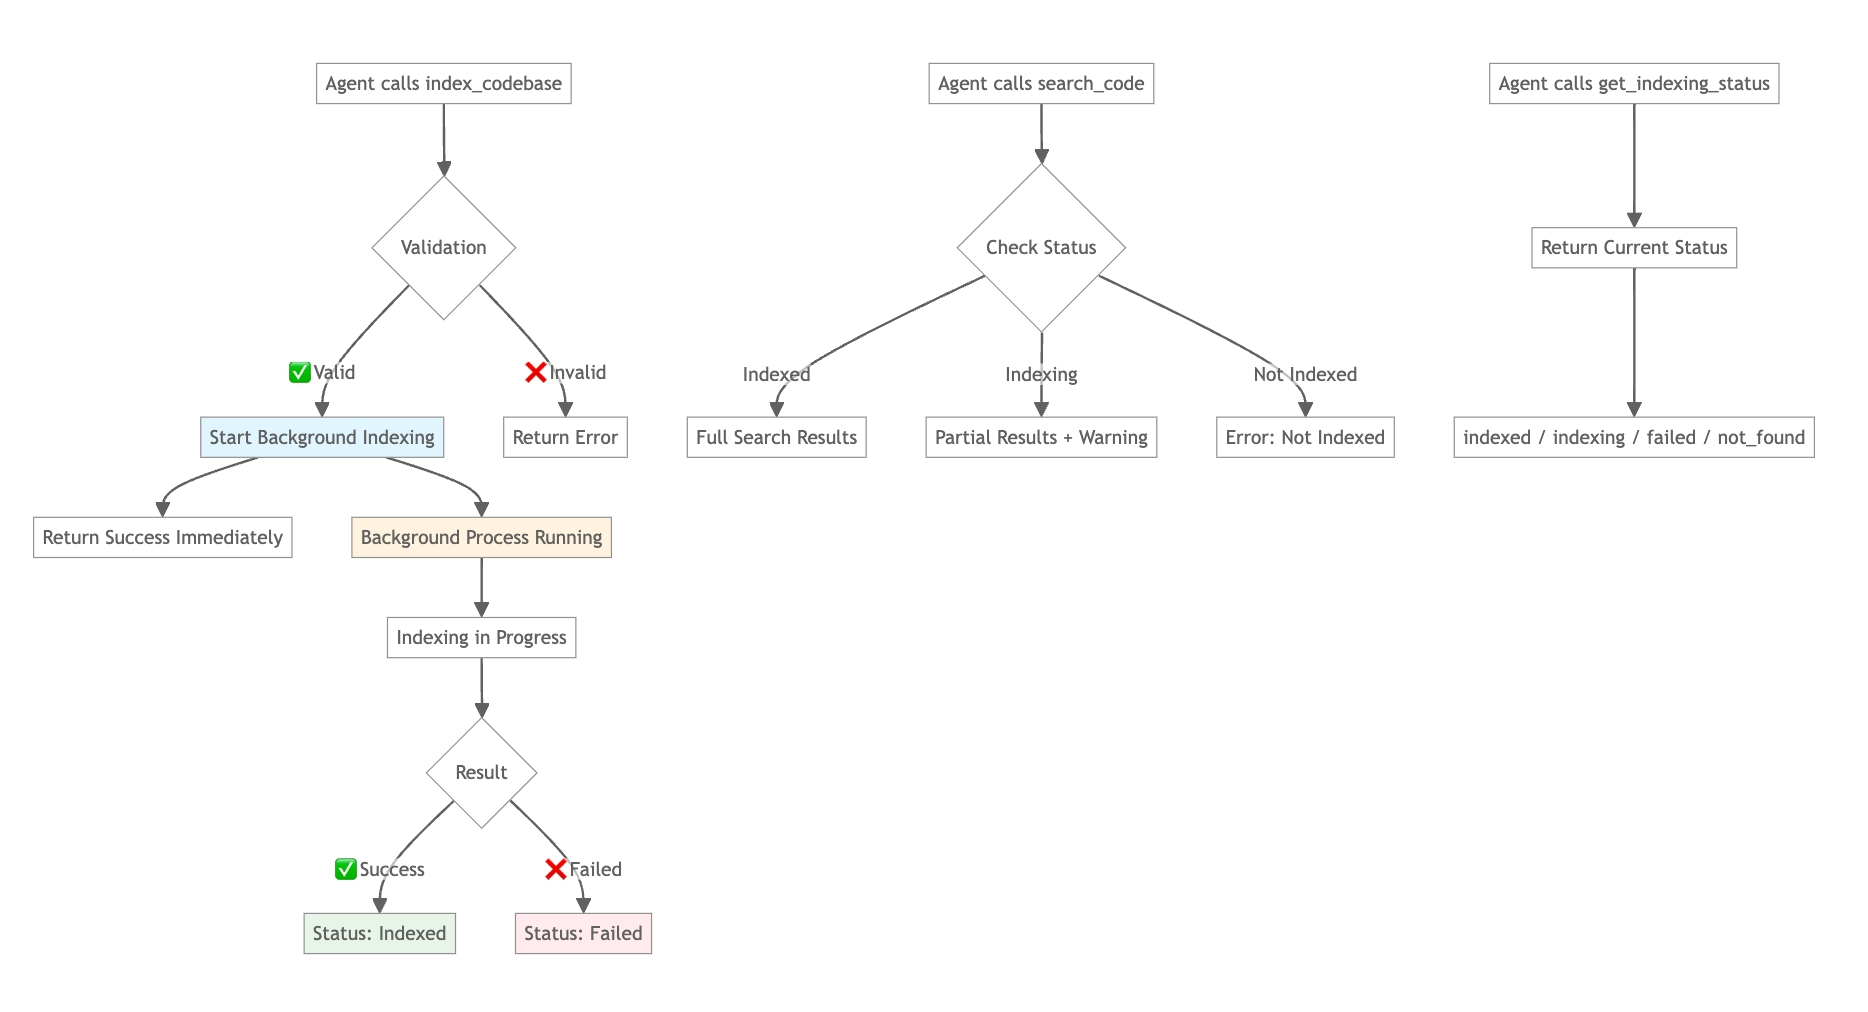 Agent calls index_codebase
Validation
✅ Valid
❌ Invalid
Start Background Indexing
Return Error
Return Success Immediately
Background Process Running
Indexing in Progress
Result
✅ Success
❌ Failed
Status: Indexed
Status: Failed
Agent calls search_code
Check Status
Indexed
Indexing
Not Indexed
Full Search Results
Partial Results + Warning
Error: Not Indexed
Agent calls get_indexing_status
Return Current Status
indexed / indexing / failed / not_found